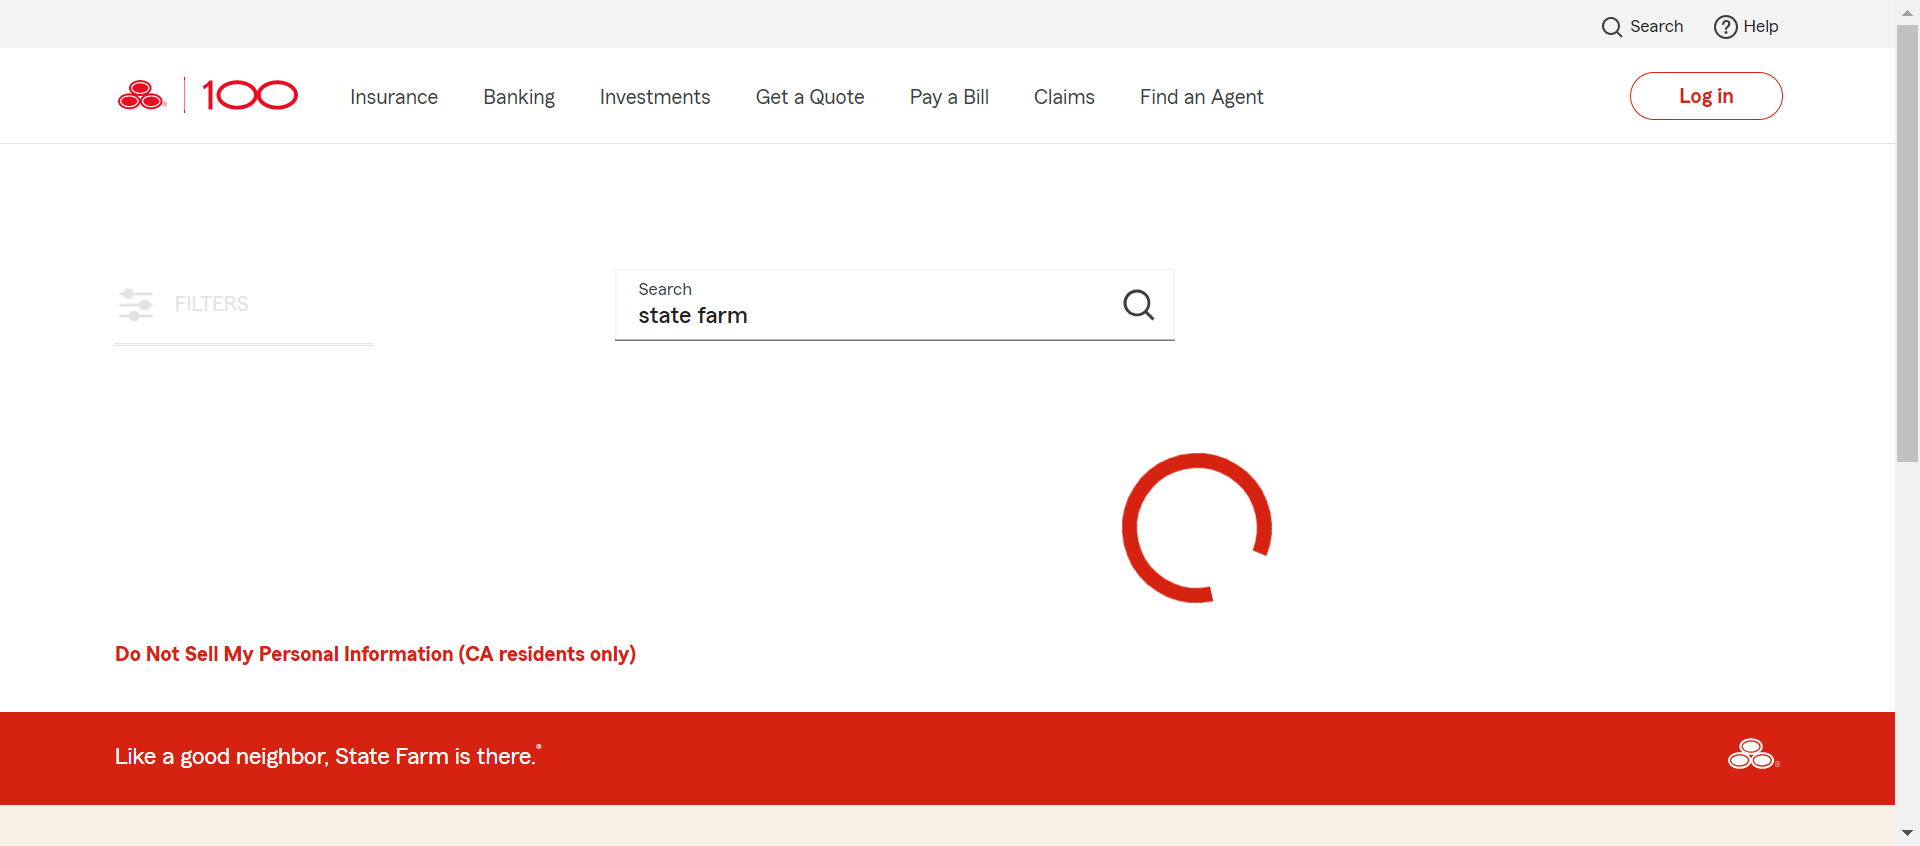 Search Help
100 Insurance Banking Investments Get a Quote Pay a Bill Claims Find an Agent Log in
FILTERS
Search
state farm
Do Not Sell My Personal Information (CA residents only)
Like a good neighbor, State Farm is there.®